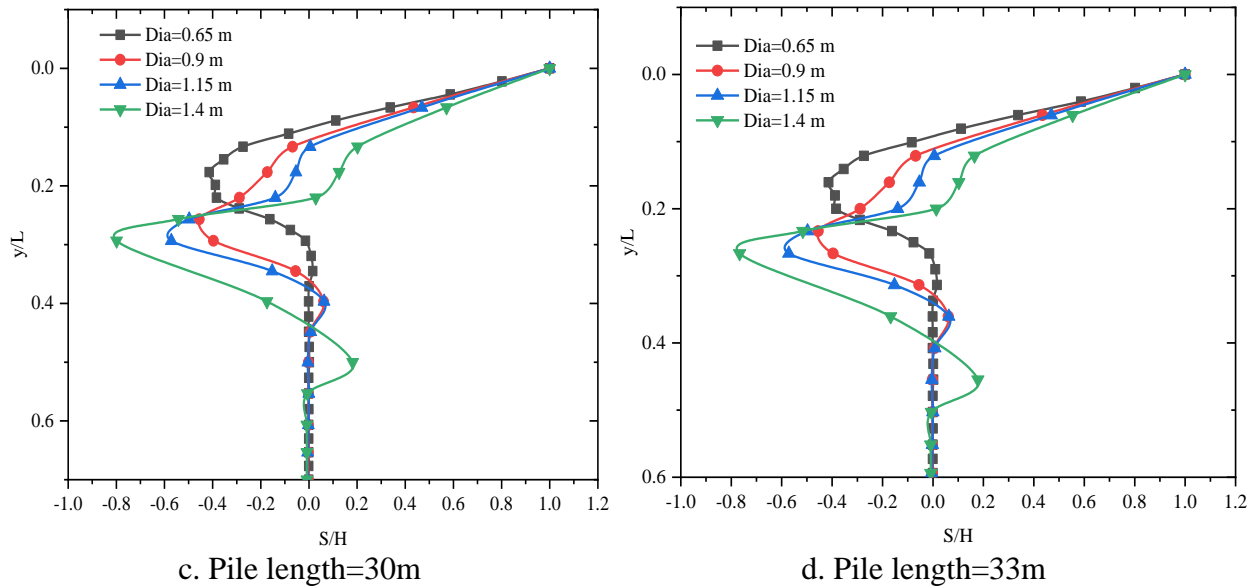 Dia=0.65 m
Dia=0.9 m
Dia=1.15 m
Dia=1.4 m
0.0
0.2
0.4
0.6
y/L
-1.0 -0.8 -0.6 -0.4 -0.2 0.0 0.2 0.4 0.6 0.8 1.0 1.2
S/H
c. Pile length=30m
Dia=0.65 m
Dia=0.9 m
Dia=1.15 m
Dia=1.4 m
0.0
0.2
0.4
0.6
y/L
-1.0 -0.8 -0.6 -0.4 -0.2 0.0 0.2 0.4 0.6 0.8 1.0 1.2
S/H
d. Pile length=33m